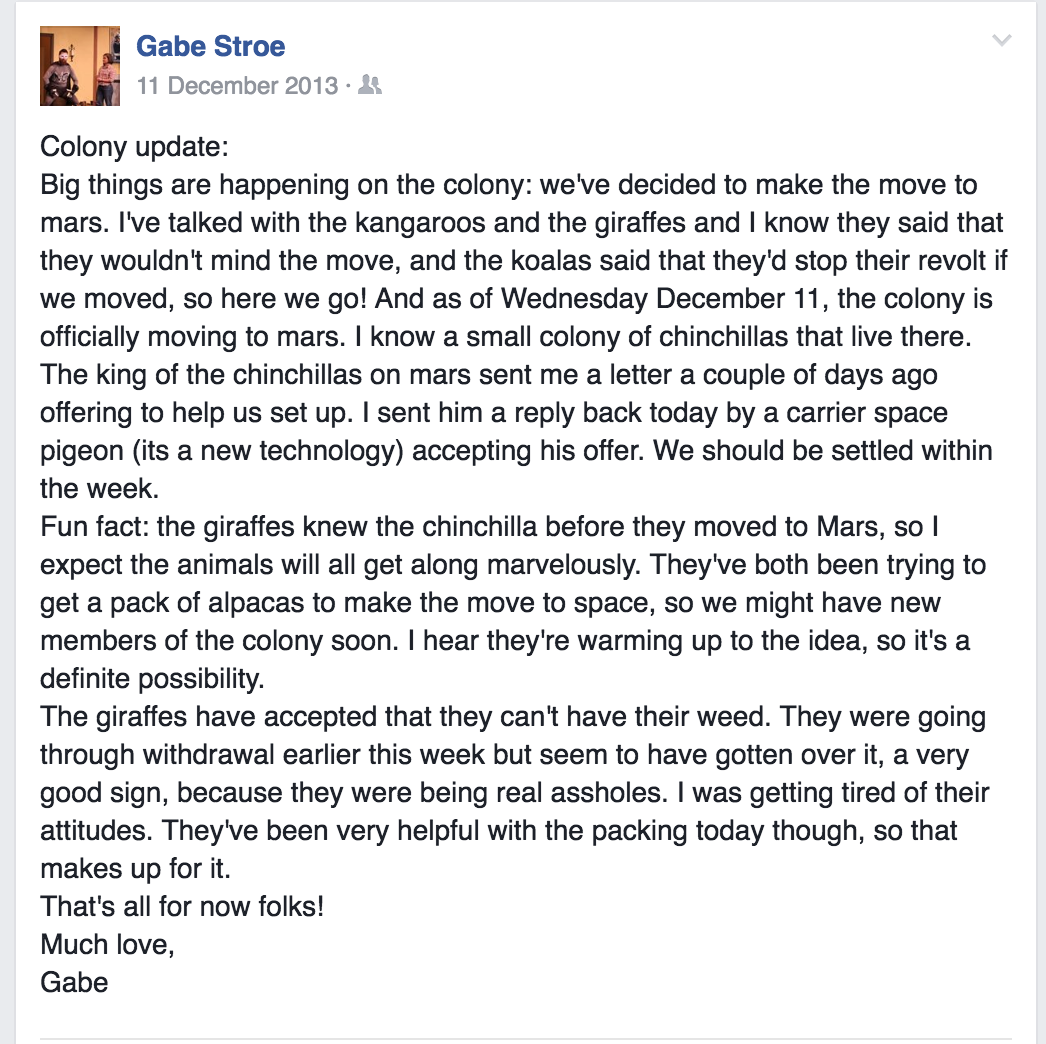 Gabe Stroe
11 December 2013 ·
Colony update:
Big things are happening on the colony: we've decided to make the move to
mars. I've talked with the kangaroos and the giraffes and I know they said that
they wouldn't mind the move, and the koalas said that they'd stop their revolt if
we moved, so here we go! And as of Wednesday December 11, the colony is
officially moving to mars. I know a small colony of chinchillas that live there.
The king of the chinchillas on mars sent me a letter a couple of days ago
offering to help us set up. I sent him a reply back today by a carrier space
pigeon (its a new technology) accepting his offer. We should be settled within
the week.
Fun fact: the giraffes knew the chinchilla before they moved to Mars, so I
expect the animals will all get along marvelously. They've both been trying to
get a pack of alpacas to make the move to space, so we might have new
members of the colony soon. I hear they're warming up to the idea, so it's a
definite possibility.
The giraffes have accepted that they can't have their weed. They were going
through withdrawal earlier this week but seem to have gotten over it, a very
good sign, because they were being real assholes. I was getting tired of their
attitudes. They've been very helpful with the packing today though, so that
makes up for it.
That's all for now folks!
Much love,
Gabe